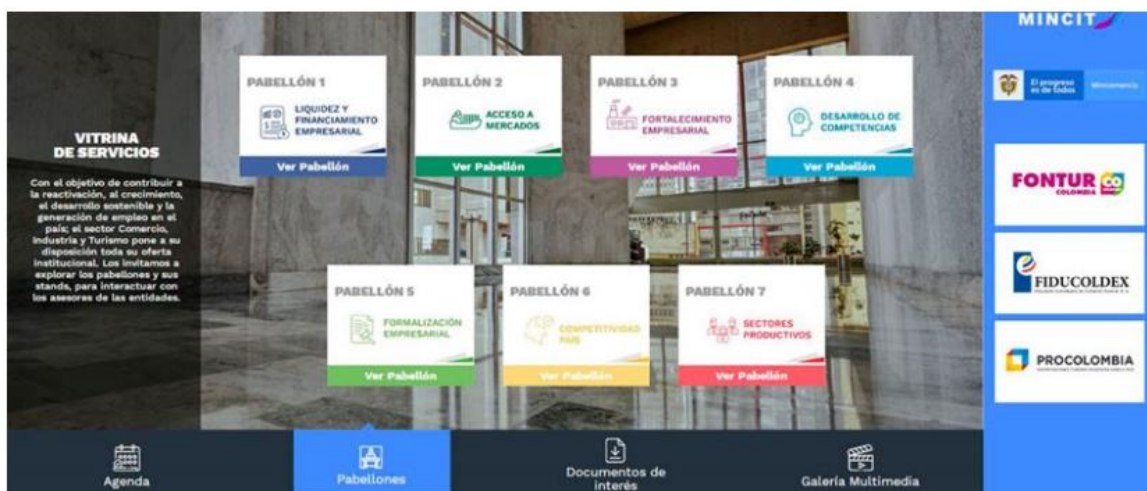 VITRINA
DE SERVICIOS
Con el objetivo de contribuir a
la reactivación, al crecimiento,
el desarrollo sostenible y la
generación de empleo en el
país; el sector Comercio,
Industria y Turismo pone a su
disposición toda su oferta
institucional. Los invitamos a
explorar los pabellones y sus
stands, para interactuar con
los asesores de las entidades.
PABELLÓN 1
LIQUIDEZ Y
FINANCIAMIENTO
EMPRESARIAL
Ver Pabellón
PABELLÓN 2
ACCESO A
MERCADOS
Ver Pabellón
PABELLÓN 3
FORTALECIMIENTO
EMPRESARIAL
Ver Pabellón
PABELLÓN 4
DESARROLLO DE
COMPETENCIAS
Ver Pabellón
PABELLÓN 5
FORMALIZACIÓN
EMPRESARIAL
Ver Pabellón
PABELLÓN 6
COMPETITIVIDAD
PAÍS
Ver Pabellón
PABELLÓN 7
SECTORES
PRODUCTIVOS
Ver Pabellón
MINCIT
El progreso
es de todos
Mincomercio
FONTUR CO
COLOMBIA
FIDUCOLDEX
PROCOLOMBIA
Agenda
Pabellones
Documentos de
interés
Galería Multimedia